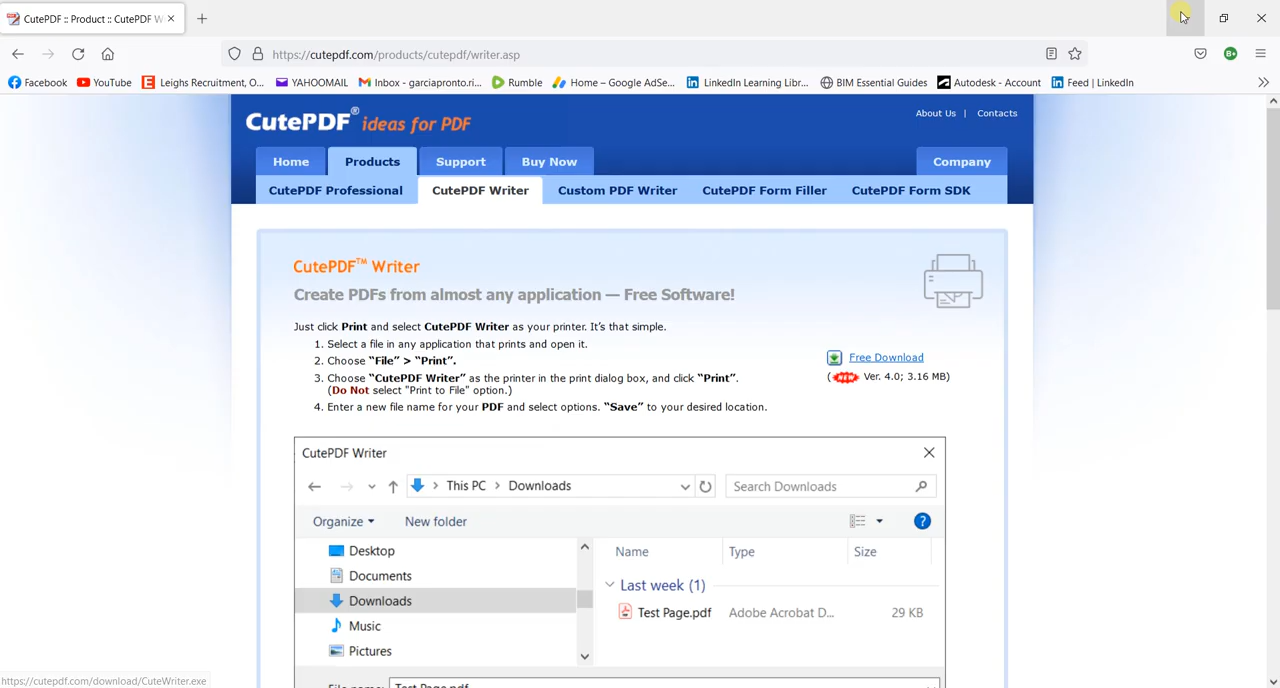 CutePDF :: Product :: CutePDF W
https://cutepdf.com/products/cutepdf/writer.asp
B+
Facebook YouTube Leighs Recruitment, O... YAHOOMAIL Inbox - garciapronto.ri... Rumble Home – Google AdSe... LinkedIn Learning Libr... BIM Essential Guides Autodesk - Account Feed | LinkedIn
CutePDF® ideas for PDF
About Us | Contacts
Home Products Support Buy Now Company
CutePDF Professional CutePDF Writer Custom PDF Writer CutePDF Form Filler CutePDF Form SDK
CutePDF™ Writer
Create PDFs from almost any application — Free Software!
Just click Print and select CutePDF Writer as your printer. It’s that simple.
1. Select a file in any application that prints and open it.
2. Choose “File” > “Print”.
3. Choose “CutePDF Writer” as the printer in the print dialog box, and click “Print”.
(Do Not select "Print to File" option.)
4. Enter a new file name for your PDF and select options. “Save” to your desired location.
Free Download
(NEW Ver. 4.0; 3.16 MB)
CutePDF Writer
This PC > Downloads
Search Downloads
Organize New folder
Desktop
Documents
Downloads
Music
Pictures
Name Type Size
Last week (1)
Test Page.pdf Adobe Acrobat D... 29 KB
File name: Test Page.pdf
https://cutepdf.com/download/CuteWriter.exe